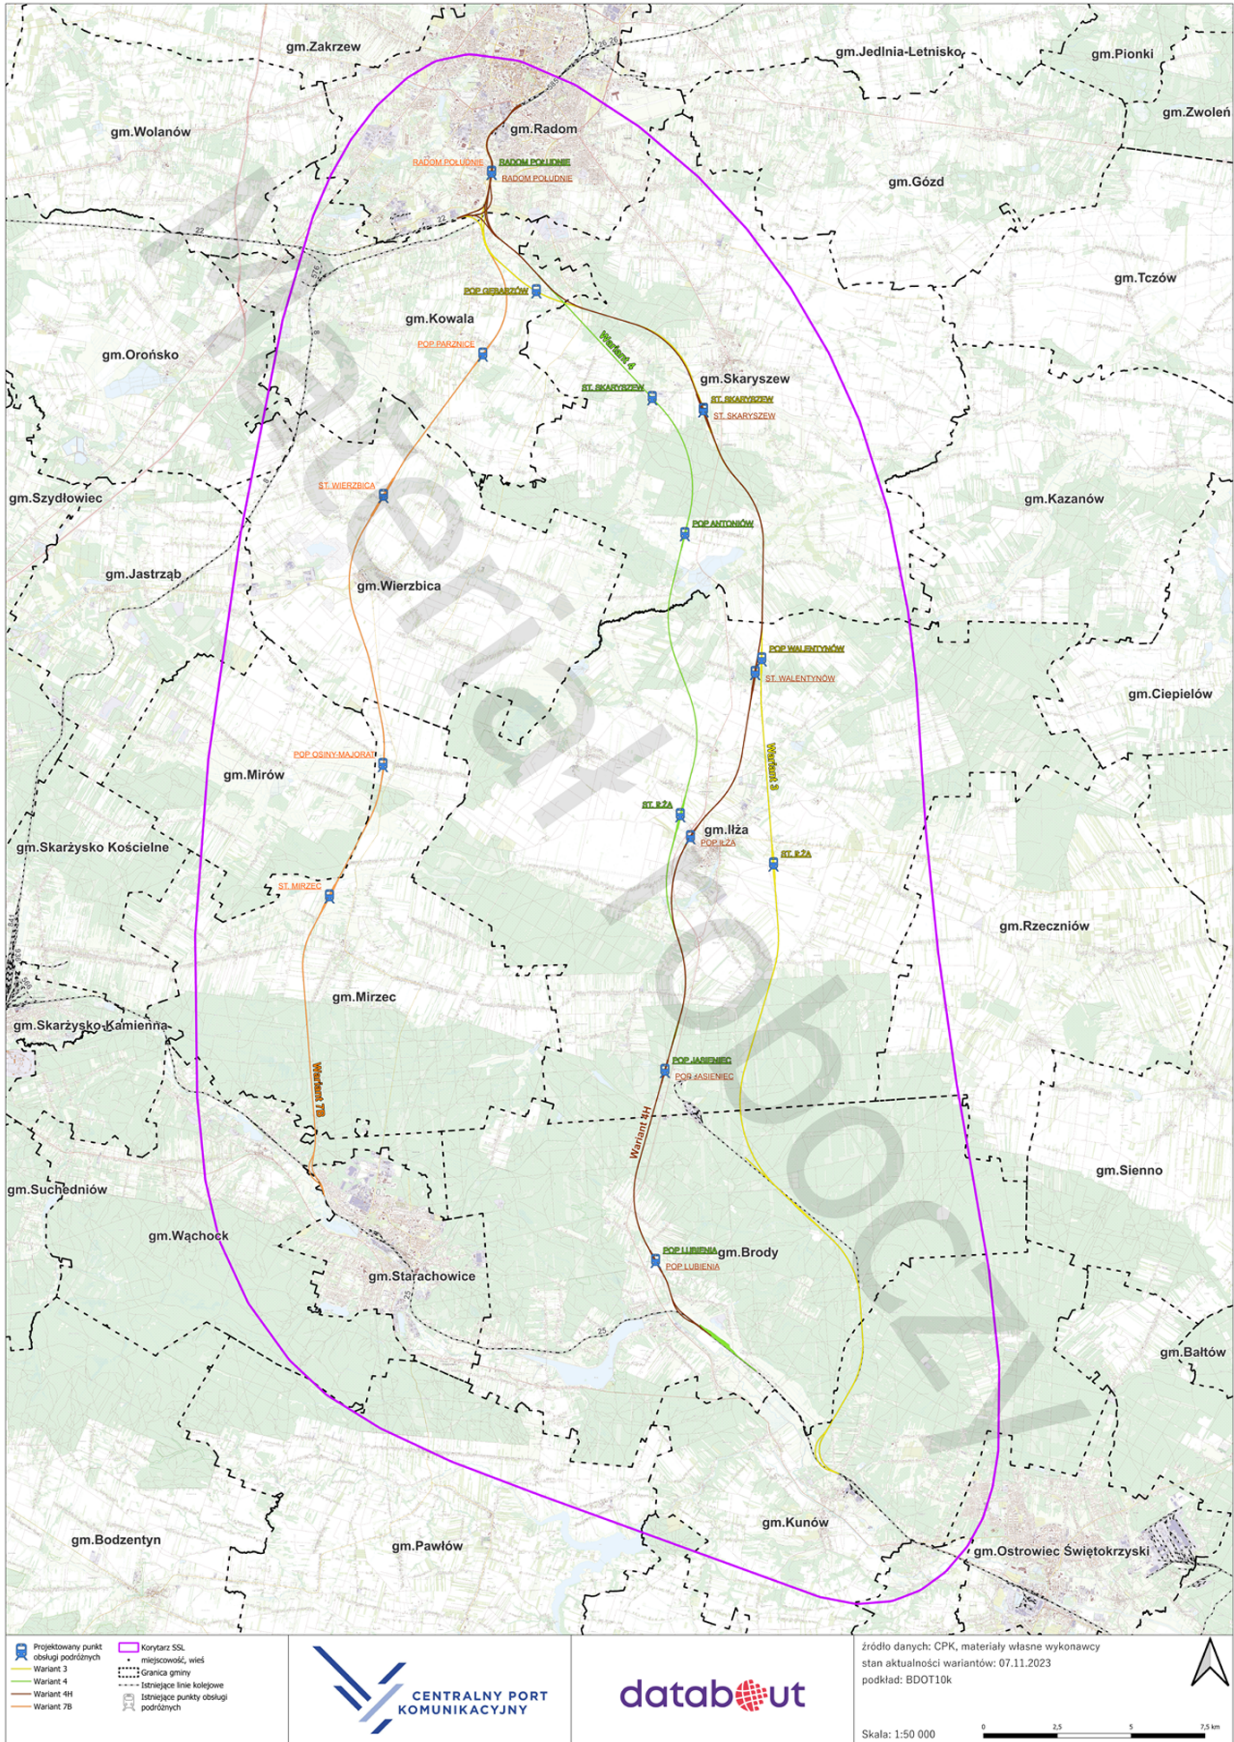 gm.Zakrzew
gm.Jedlnia-Letnisko
gm.Pionki
gm.Zwoleń
gm.Wolanów
gm.Radom
RADOM POŁUDNIE
RADOM POŁUDNIE
RADOM POŁUDNIE
gm.Gózd
22
22
gm.Tczów
POP GĘBARZÓW
gm.Kowala
8
Wariant 4
POP PARZNICE
gm.Orońsko
gm.Skaryszew
ST. SKARYSZEW
ST. SKARYSZEW
ST. SKARYSZEW
ST. WIERZBICA
gm.Szydłowiec
gm.Kazanów
POP ANTONIÓW
gm.Jastrząb
gm.Wierzbica
POP WALENTYNÓW
ST. WALENTYNÓW
gm.Ciepielów
POP OSINY-MAJORAT
gm.Mirów
Wariant 3
ST. IŁŻA
gm.Iłża
POP IŁŻA
ST. IŁŻA
gm.Skarżysko Kościelne
ST. MIRZEC
gm.Rzeczniów
gm.Mirzec
gm.Skarżysko-Kamienna
POP JASIENIEC
POP JASIENIEC
Wariant 7B
Wariant 4H
gm.Sienno
gm.Suchedniów
gm.Wąchock
POP LUBIENIA
gm.Brody
POP LUBIENIA
gm.Starachowice
25
25
gm.Bałtów
gm.Kunów
gm.Bodzentyn
gm.Pawłów
gm.Ostrowiec Świętokrzyski
Materiał roboczy
Projektowany punkt
obsługi podróżnych
Wariant 3
Wariant 4
Wariant 4H
Wariant 7B
Korytarz SSL
miejscowość, wieś
Granica gminy
Istniejące linie kolejowe
Istniejące punkty obsługi
podróżnych
CENTRALNY PORT
KOMUNIKACYJNY
databout
źródło danych: CPK, materiały własne wykonawcy
stan aktualności wariantów: 07.11.2023
podkład: BDOT10k
Skala: 1:50 000
0 2,5 5 7,5 km